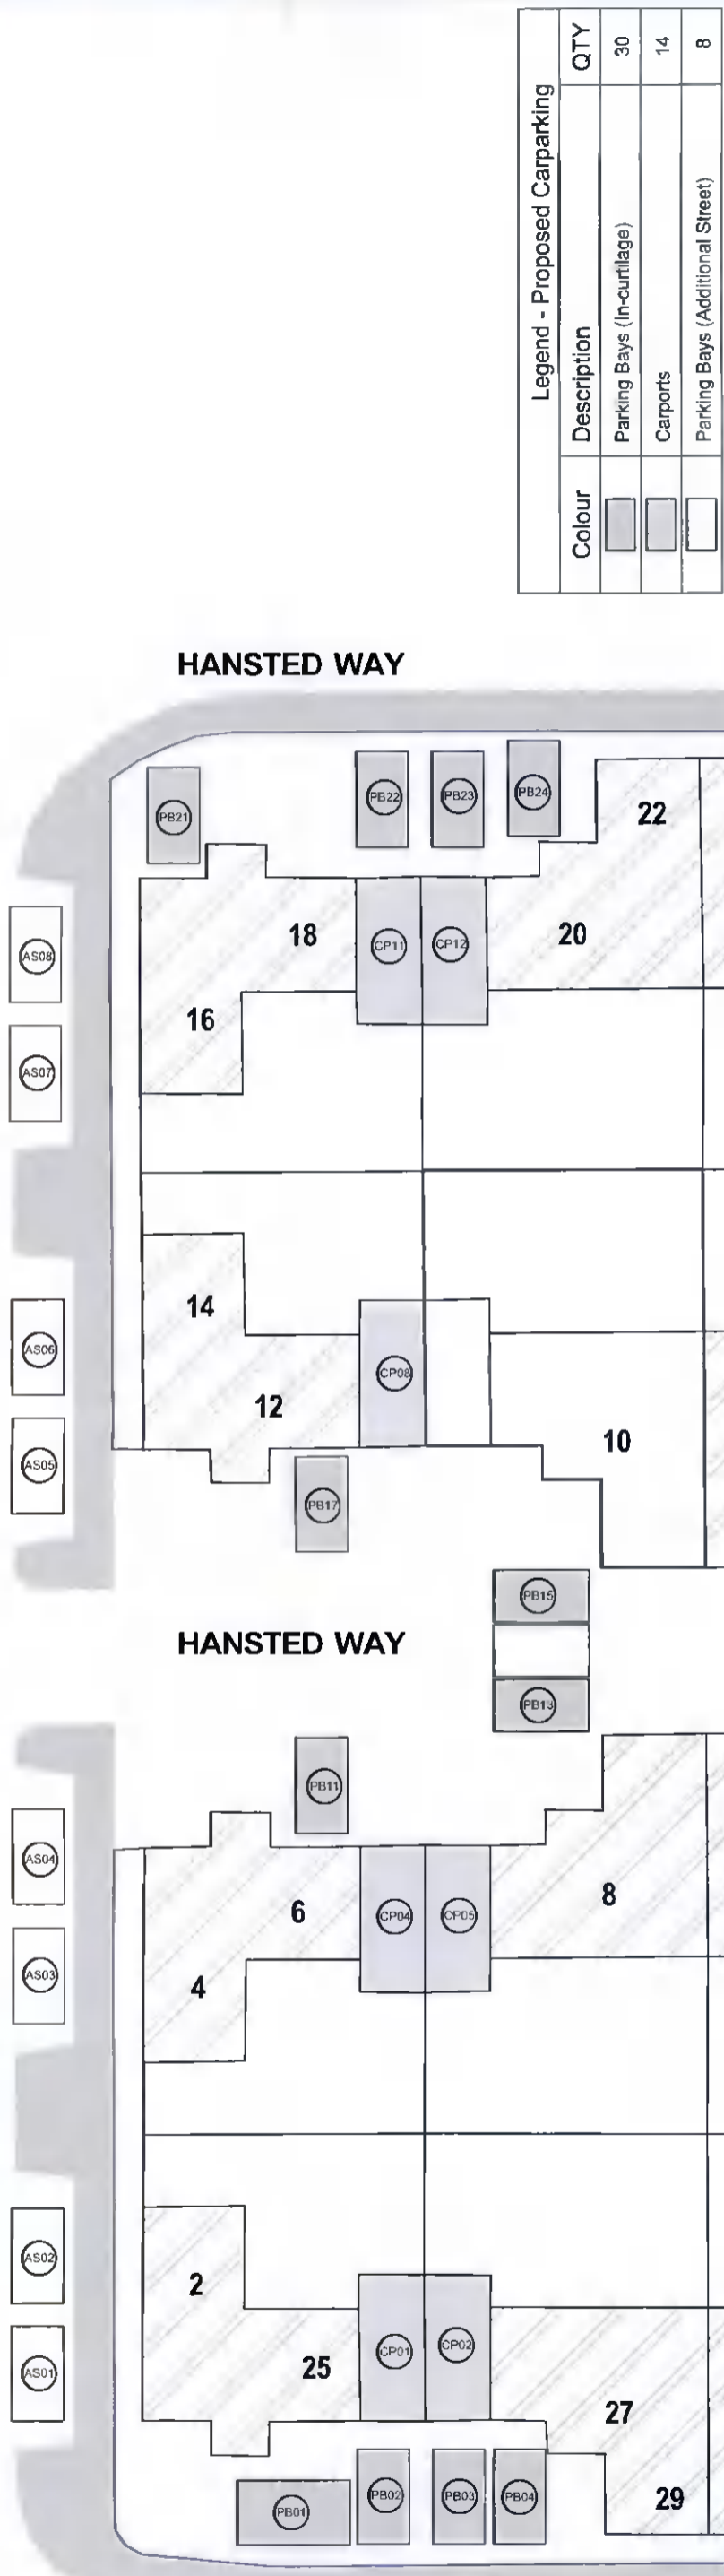 Legend - Proposed Carparking
Colour Description QTY
Parking Bays (In-curtilage) 30
Carports 14
Parking Bays (Additional Street) 8
HANSTED WAY
PB21
PB22
PB23
PB24
22
18
CP11
CP12
20
AS08
16
AS07
14
AS06
CP08
12
10
AS05
PB17
PB15
HANSTED WAY
PB13
PB11
AS04
6
CP04
CP05
8
AS03
4
AS02
2
CP01
CP02
25
AS01
27
PB01
PB02
PB03
PB04
29